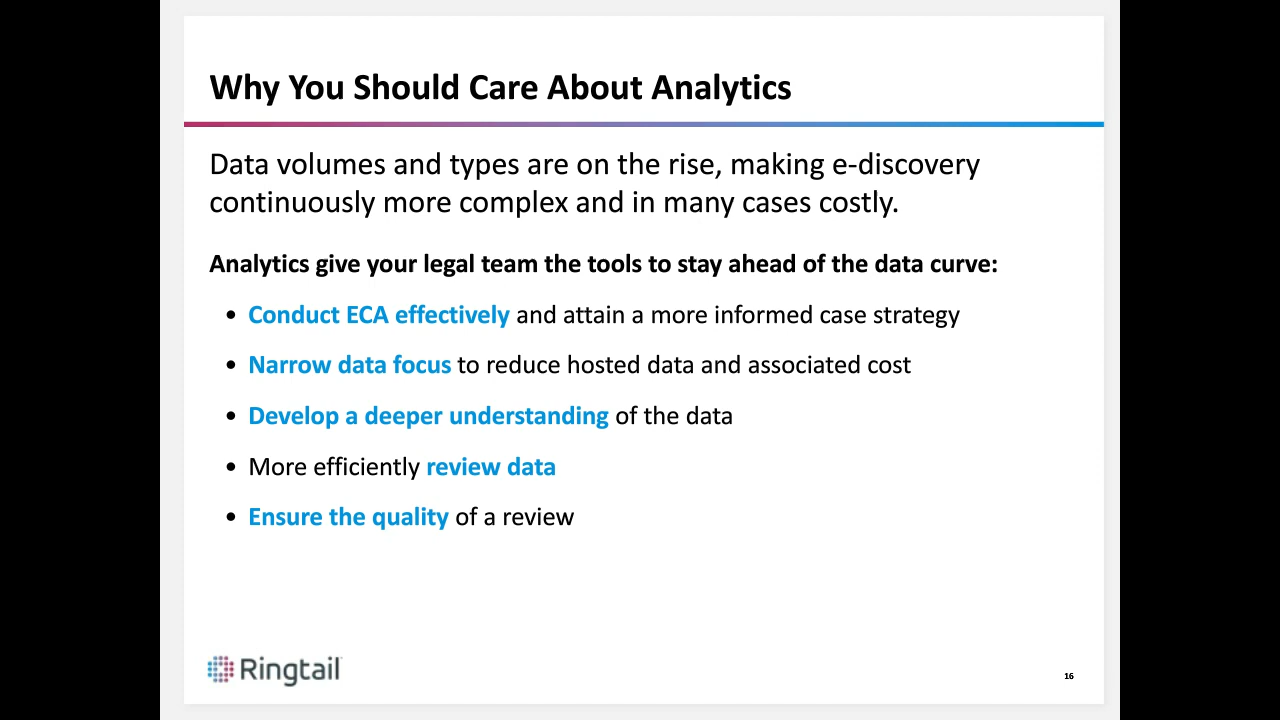 Why You Should Care About Analytics
Data volumes and types are on the rise, making e-discovery
continuously more complex and in many cases costly.
Analytics give your legal team the tools to stay ahead of the data curve:
• Conduct ECA effectively and attain a more informed case strategy
• Narrow data focus to reduce hosted data and associated cost
• Develop a deeper understanding of the data
• More efficiently review data
• Ensure the quality of a review
Ringtail
16